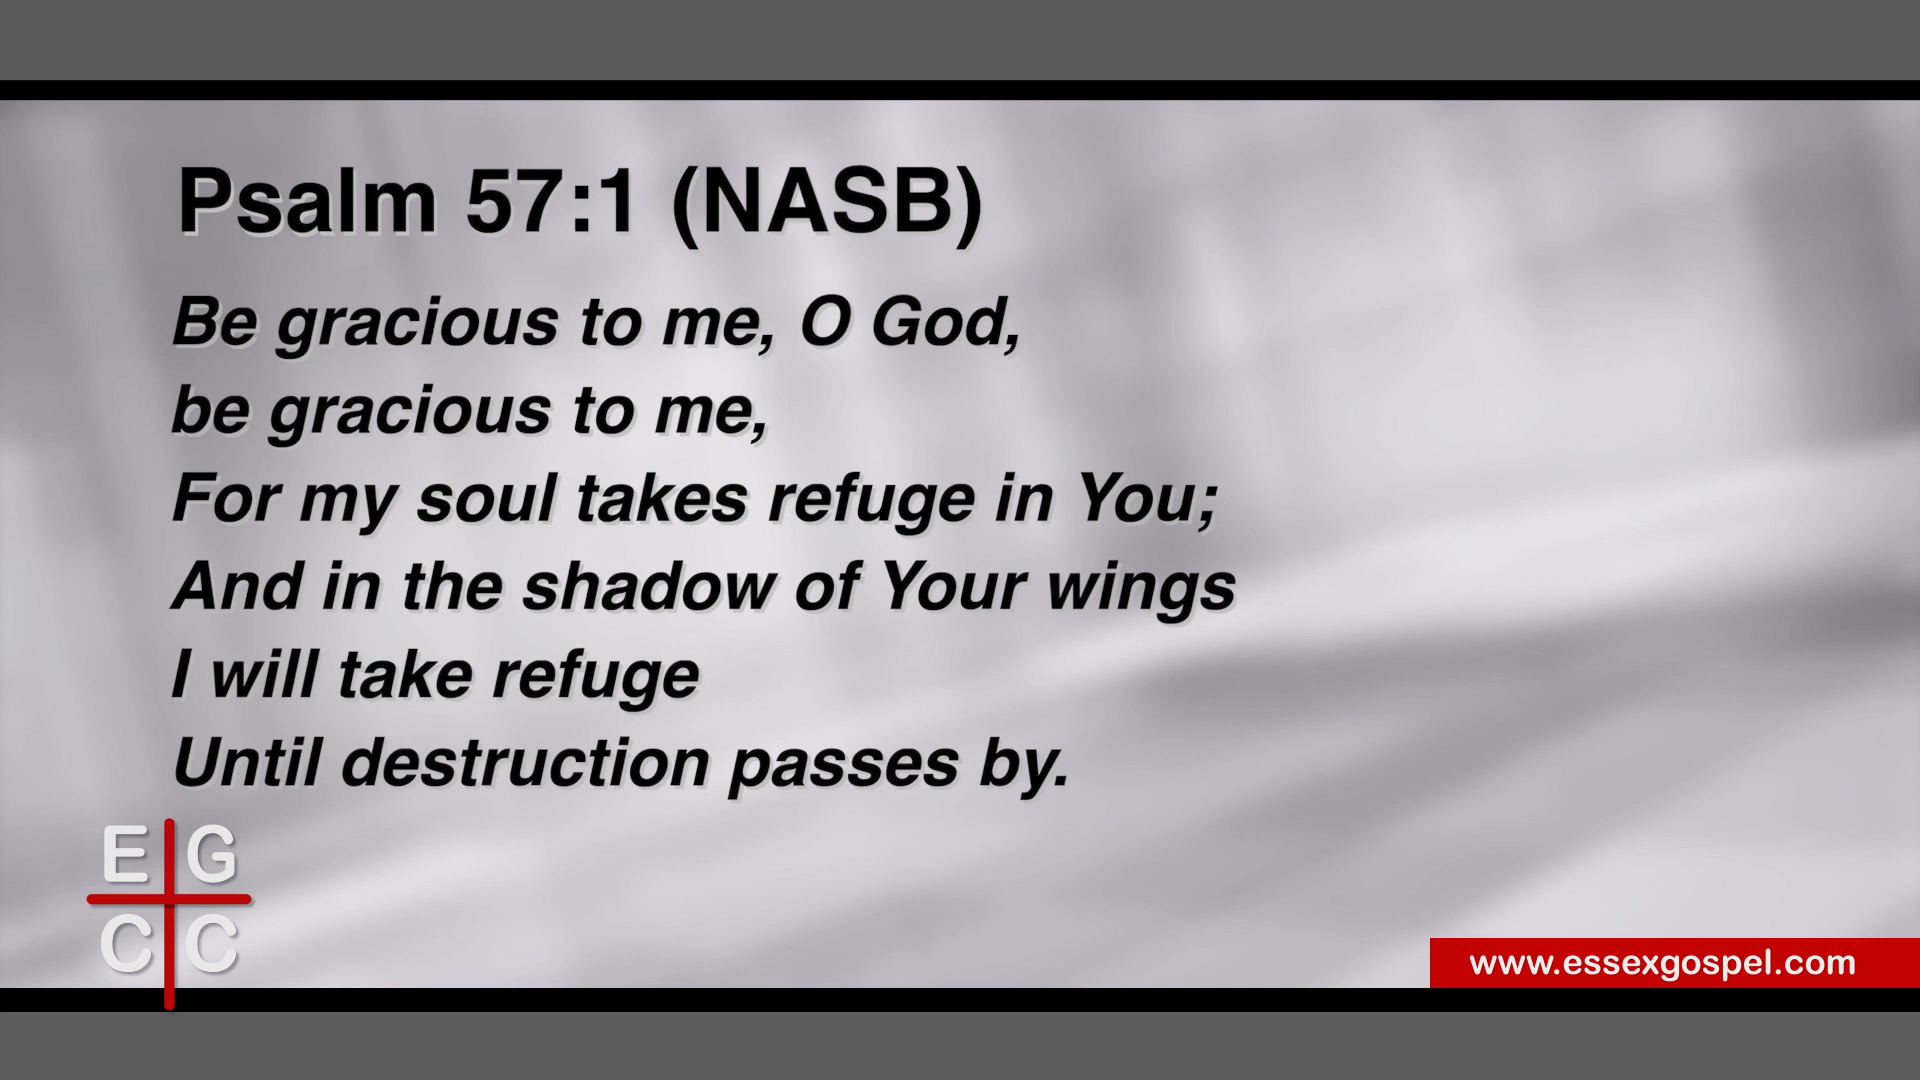 Psalm 57:1 (NASB)
Be gracious to me, O God,
be gracious to me,
For my soul takes refuge in You;
And in the shadow of Your wings
I will take refuge
Until destruction passes by.
E G
C C
www.essexgospel.com